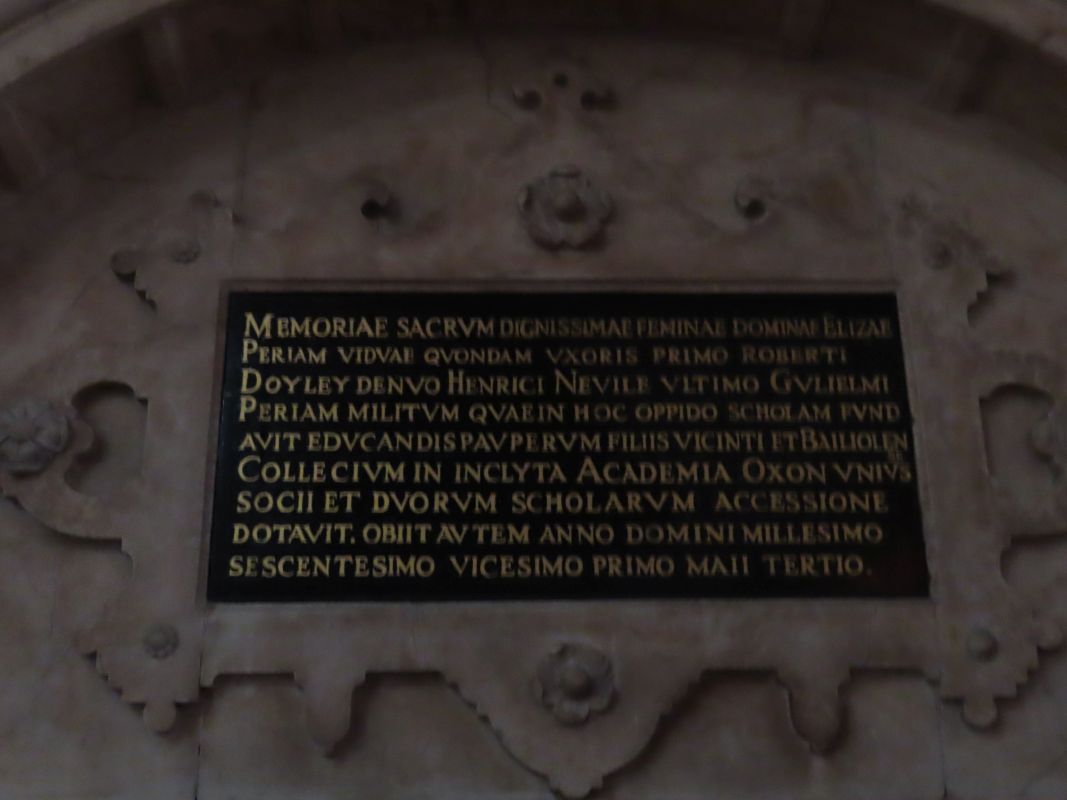 MEMORIAE SACRVM DIGNISSIMAE FEMINAE DOMINAE ELIZAE
PERIAM VIDVAE QVONDAM VXORIS PRIMO ROBERTI
DOYLEY DENVO HENRICI NEVILE VLTIMO GVLIELMI
PERIAM MILITVM QVAE IN HOC OPPIDO SCHOLAM FVND
AVIT EDVCANDIS PAVPERVM FILIIS VICINTI ET BAILIOLEN
SE
COLLECIVM IN INCLYTA ACADEMIA OXON VNIVS
SOCII ET DVORVM SCHOLARVM ACCESSIONE
DOTAVIT. OBIIT AVTEM ANNO DOMINI MILLESIMO
SESCENTESIMO VICESIMO PRIMO MAII TERTIO.